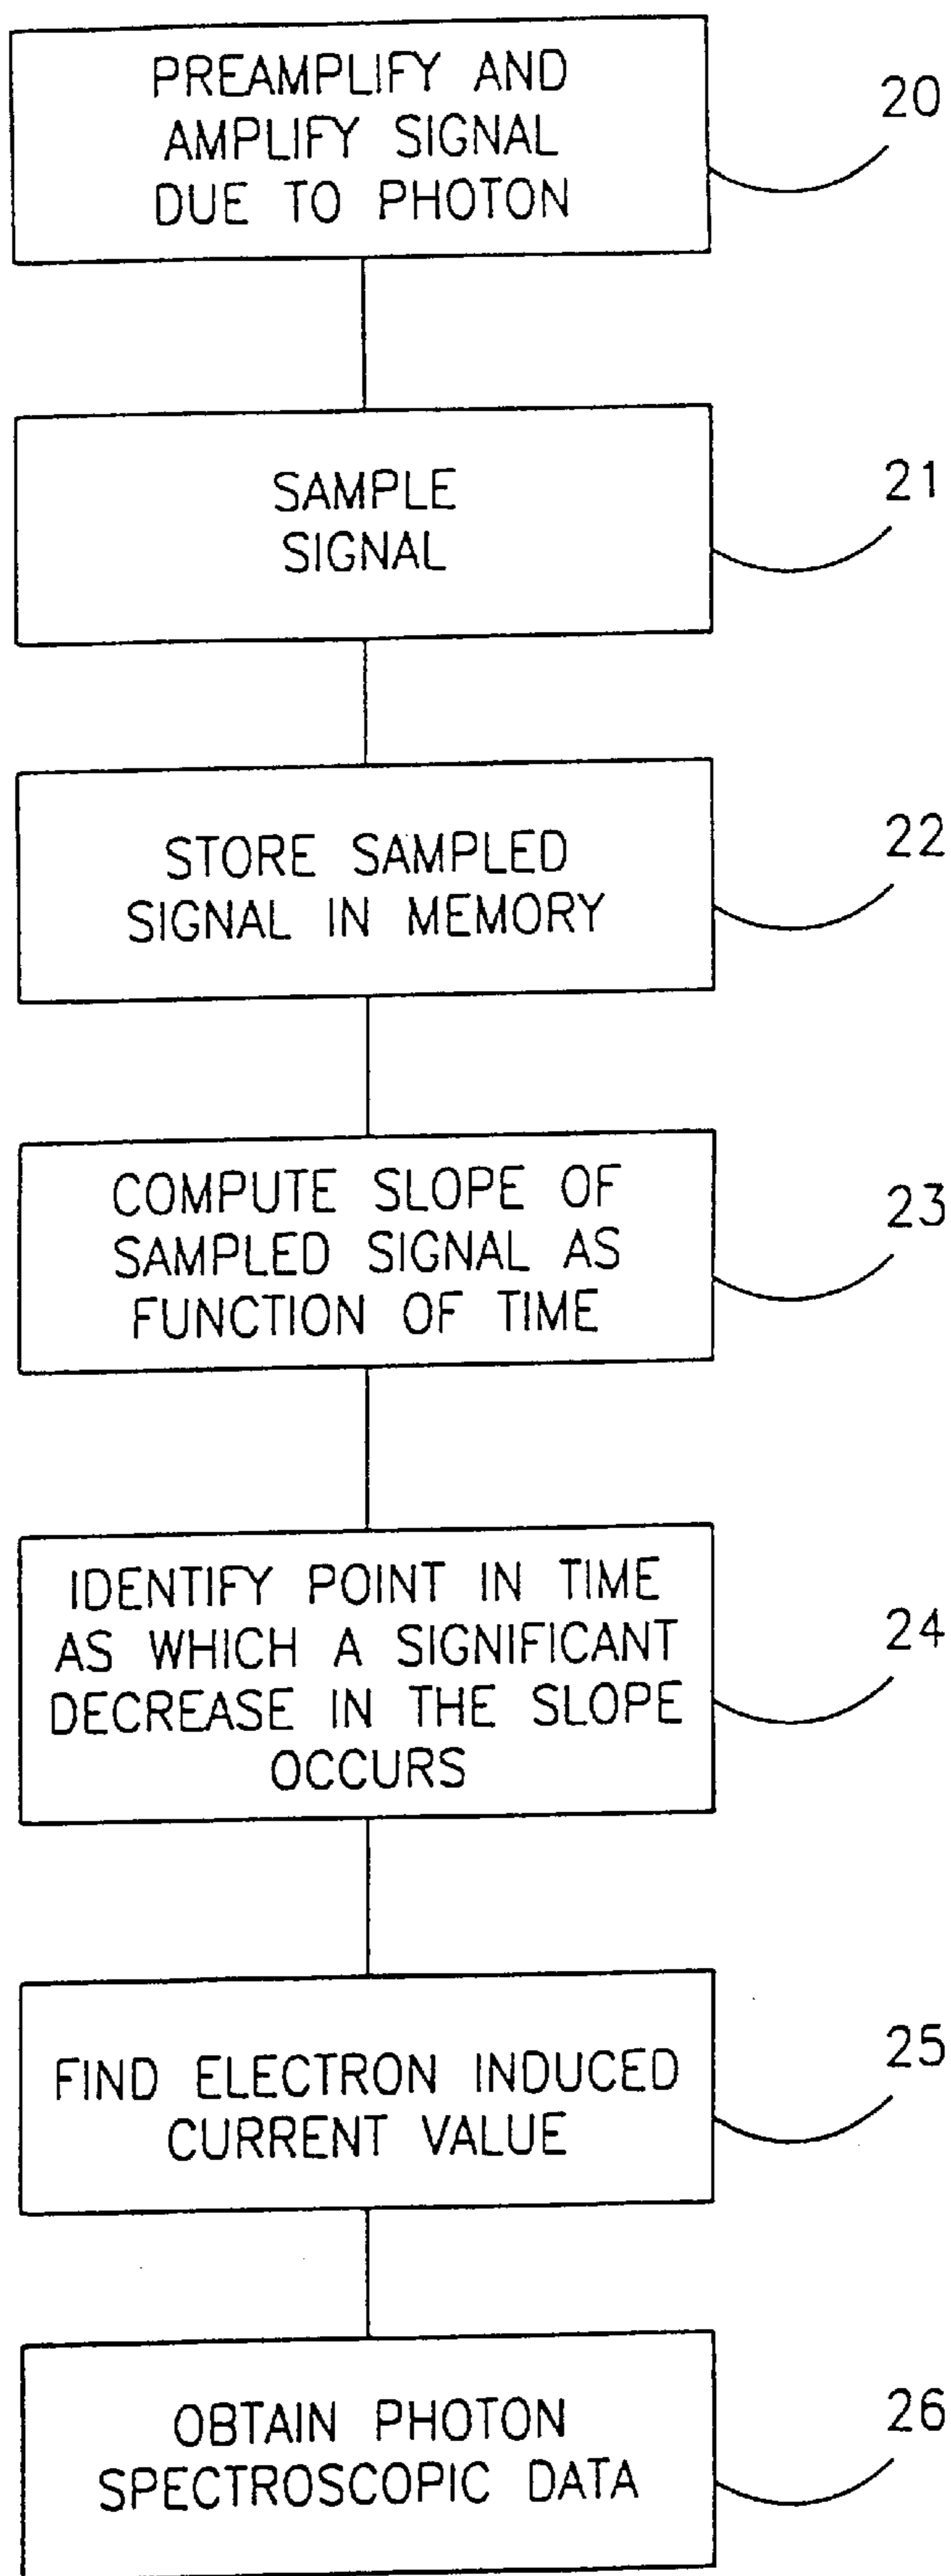 PREAMPLIFY AND
AMPLIFY SIGNAL
DUE TO PHOTON
20
SAMPLE
SIGNAL
21
STORE SAMPLED
SIGNAL IN MEMORY
22
COMPUTE SLOPE OF
SAMPLED SIGNAL AS
FUNCTION OF TIME
23
IDENTIFY POINT IN TIME
AS WHICH A SIGNIFICANT
DECREASE IN THE SLOPE
OCCURS
24
FIND ELECTRON INDUCED
CURRENT VALUE
25
OBTAIN PHOTON
SPECTROSCOPIC DATA
26